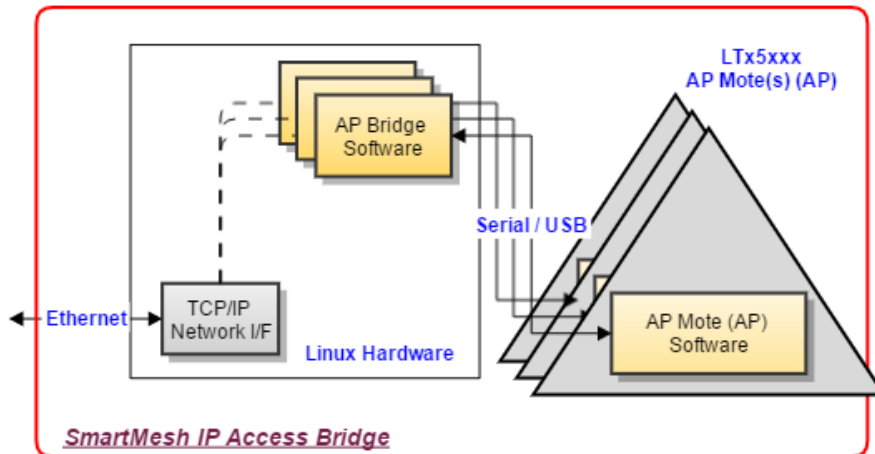 LTx5xxx
AP Mote(s) (AP)
AP Bridge
Software
Serial / USB
Ethernet
TCP/IP
Network I/F
AP Mote (AP)
Software
Linux Hardware
SmartMesh IP Access Bridge